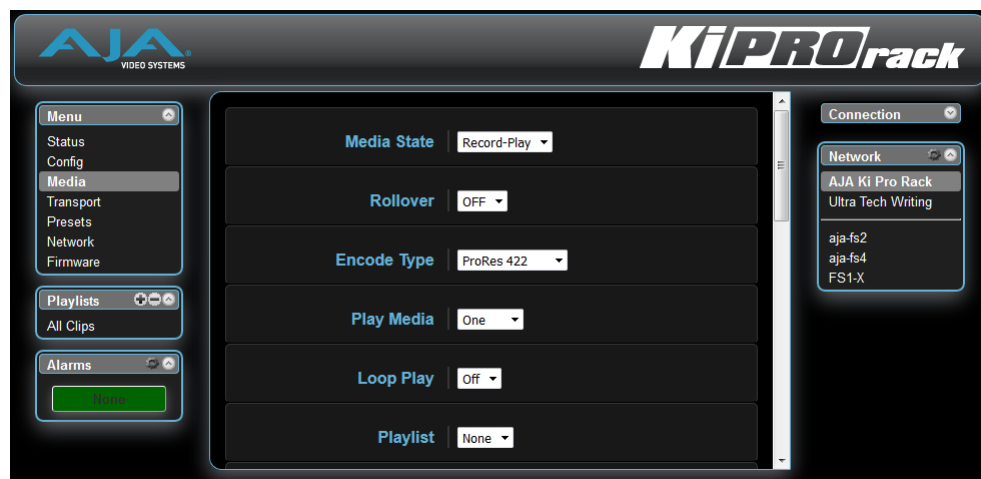 AJA
VIDEO SYSTEMS
KiPROrack
Menu
Status
Config
Media
Transport
Presets
Network
Firmware
Playlists
All Clips
Alarms
None
Media State Record-Play
Rollover OFF
Encode Type ProRes 422
Play Media One
Loop Play Off
Playlist None
Connection
Network
AJA Ki Pro Rack
Ultra Tech Writing
aja-fs2
aja-fs4
FS1-X